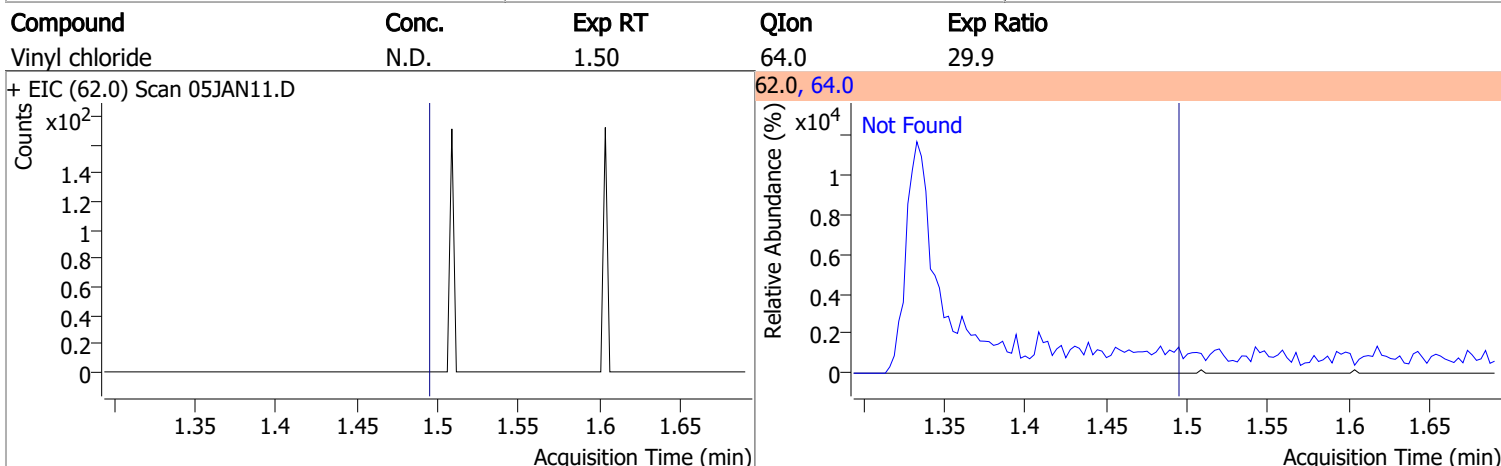 Compound Conc. Exp RT QIon Exp Ratio
Vinyl chloride N.D. 1.50 64.0 29.9
+ EIC (62.0) Scan 05JAN11.D
Counts
x10²
1.4
1.2
1
0.8
0.6
0.4
0.2
0
1.35 1.4 1.45 1.5 1.55 1.6 1.65
Acquisition Time (min)
62.0, 64.0
Relative Abundance (%)
x10⁴
Not Found
1
0.8
0.6
0.4
0.2
0
1.35 1.4 1.45 1.5 1.55 1.6 1.65
Acquisition Time (min)